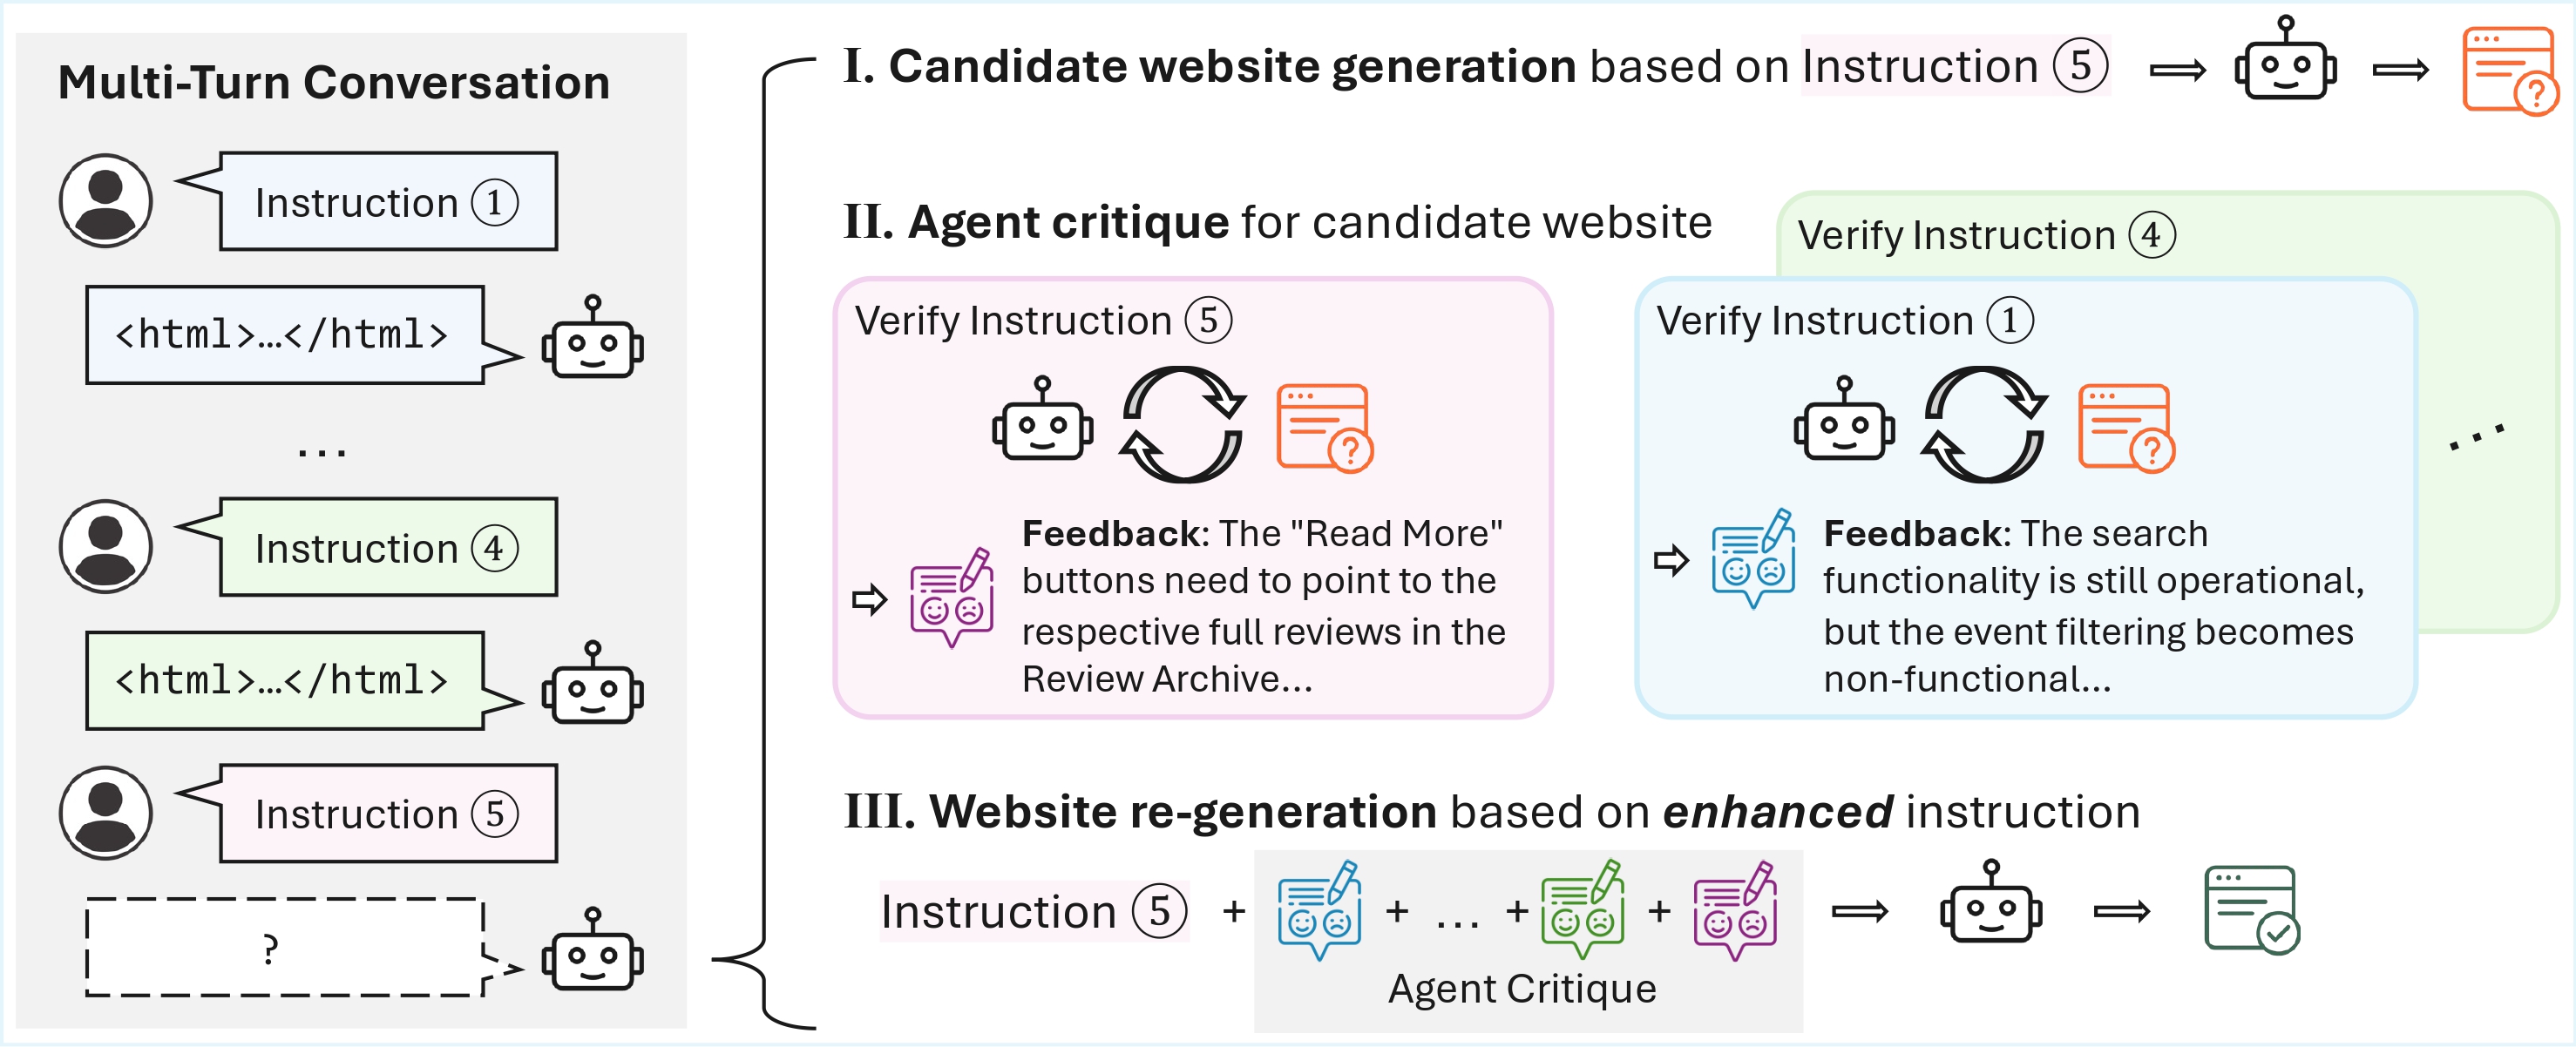 Multi-Turn Conversation
Instruction ①
<html>…</html>
...
Instruction ④
<html>…</html>
Instruction ⑤
?
I. Candidate website generation based on Instruction ⑤
?
II. Agent critique for candidate website
Verify Instruction ⑤
?
Feedback: The "Read More"
buttons need to point to the
respective full reviews in the
Review Archive...
Verify Instruction ④
...
Verify Instruction ①
?
Feedback: The search
functionality is still operational,
but the event filtering becomes
non-functional...
III. Website re-generation based on enhanced instruction
Instruction ⑤ + + ... + +
Agent Critique